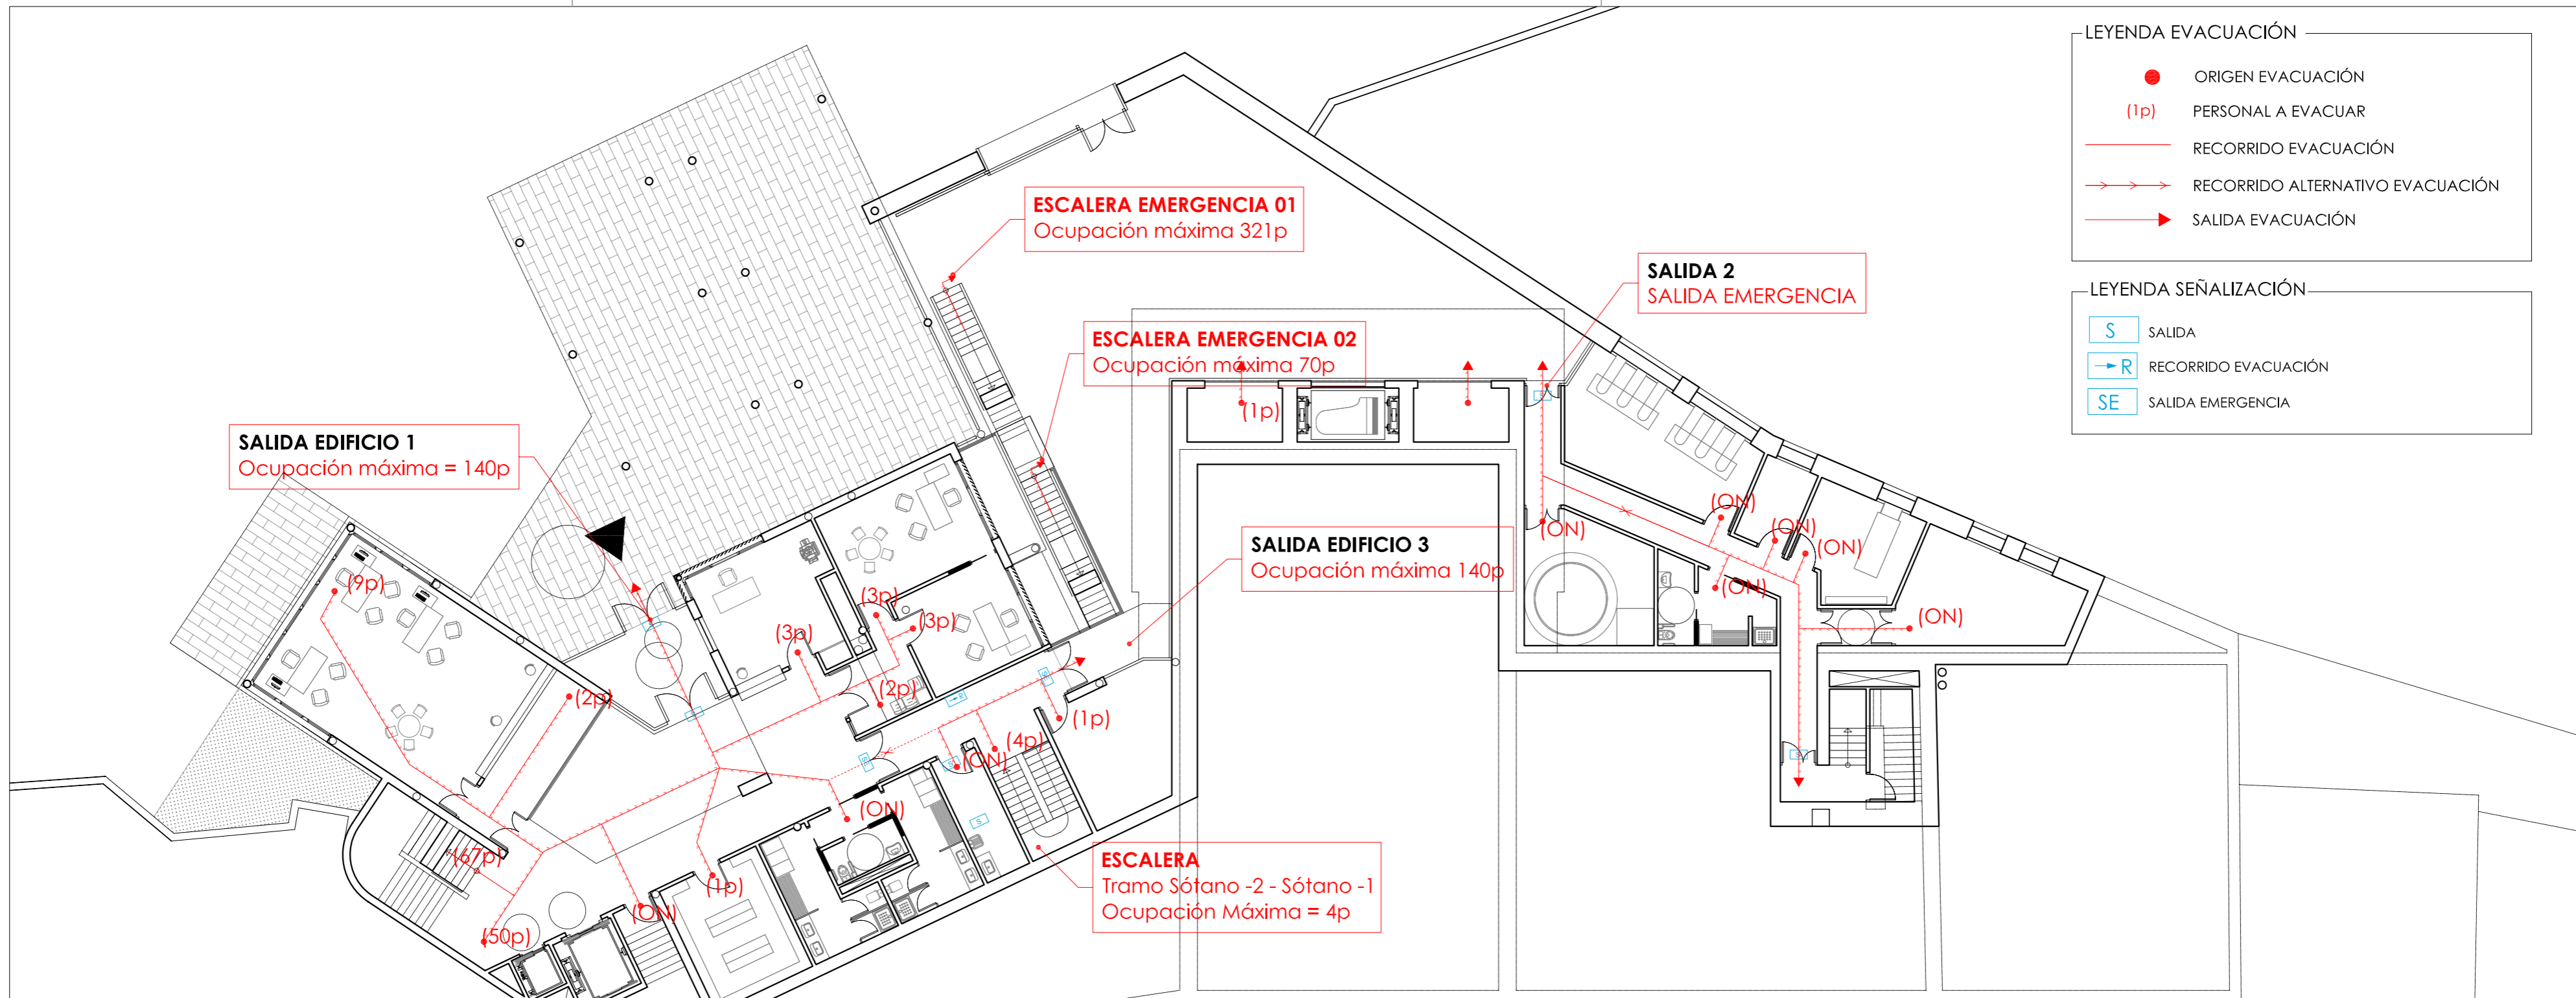 LEYENDA EVACUACIÓN
ORIGEN EVACUACIÓN
(1p) PERSONAL A EVACUAR
RECORRIDO EVACUACIÓN
RECORRIDO ALTERNATIVO EVACUACIÓN
SALIDA EVACUACIÓN
LEYENDA SEÑALIZACIÓN
S SALIDA
R RECORRIDO EVACUACIÓN
SE SALIDA EMERGENCIA
ESCALERA EMERGENCIA 01
Ocupación máxima 321p
SALIDA 2
SALIDA EMERGENCIA
ESCALERA EMERGENCIA 02
Ocupación máxima 70p
(1p)
SALIDA EDIFICIO 1
Ocupación máxima = 140p
SALIDA EDIFICIO 3
Ocupación máxima 140p
(ON)
(ON)
(ON)
(ON)
(ON)
(ON)
(9p)
(2p)
(3p)
(3p)
(3p)
(2p)
(1p)
(4p)
(ON)
(ON)
(67p)
(1p)
(ON)
(50p)
R
S
ESCALERA
Tramo Sótano -2 - Sótano -1
Ocupación Máxima = 4p